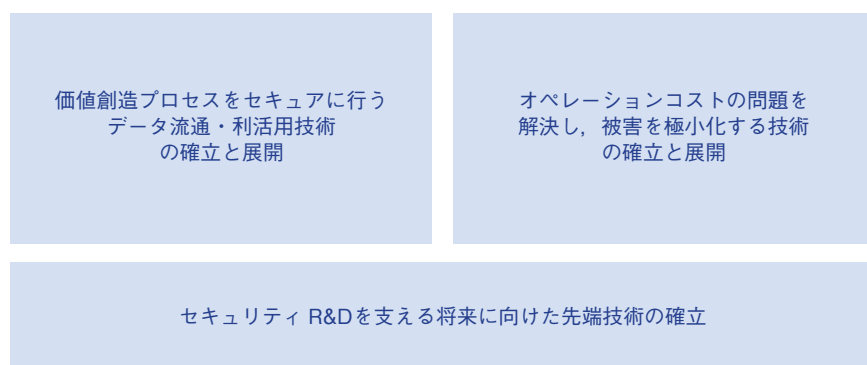 価値創造プロセスをセキュアに行う
データ流通・利活用技術
の確立と展開
オペレーションコストの問題を
解決し，被害を極小化する技術
の確立と展開
セキュリティ R&Dを支える将来に向けた先端技術の確立